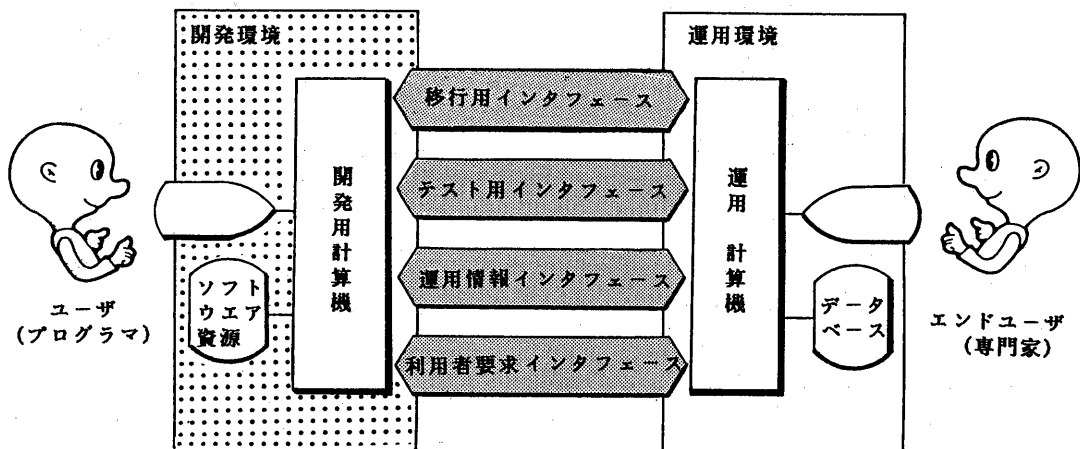 開発環境
運用環境
移行用インタフェース
テスト用インタフェース
運用情報インタフェース
利用者要求インタフェース
開発用計算機
運用計算機
ソフト
ウエア
資源
データ
ベース
ユーザ
(プログラマ)
エンドユーザ
(専門家)